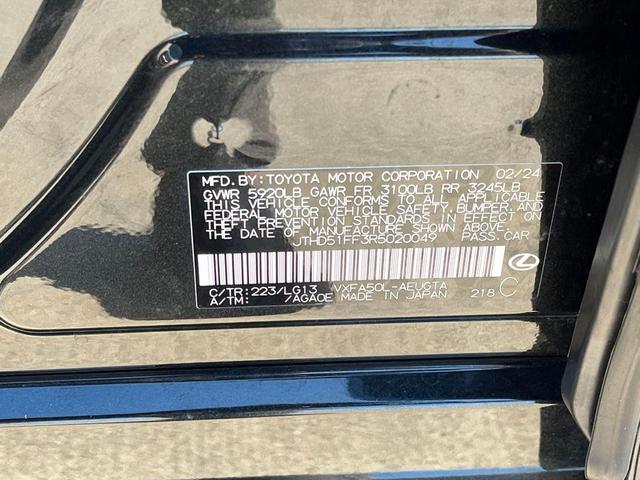 MFD.BY:TOYOTA MOTOR CORPORATION 02/24
GVWR 5920LB GAWR FR 3100LB RR 3245LB
THIS VEHICLE CONFORMS TO ALL APPLICABLE
FEDERAL MOTOR VEHICLE SAFETY, BUMPER, AND
THEFT PREVENTION STANDARDS IN EFFECT ON
THE DATE OF MANUFACTURE SHOWN ABOVE.
JTHD51FF3R5020049 PASS.CAR
C/TR:223/LG13 VXFA50L-AEUGTA
A/TM: /AGA0E MADE IN JAPAN 218 C